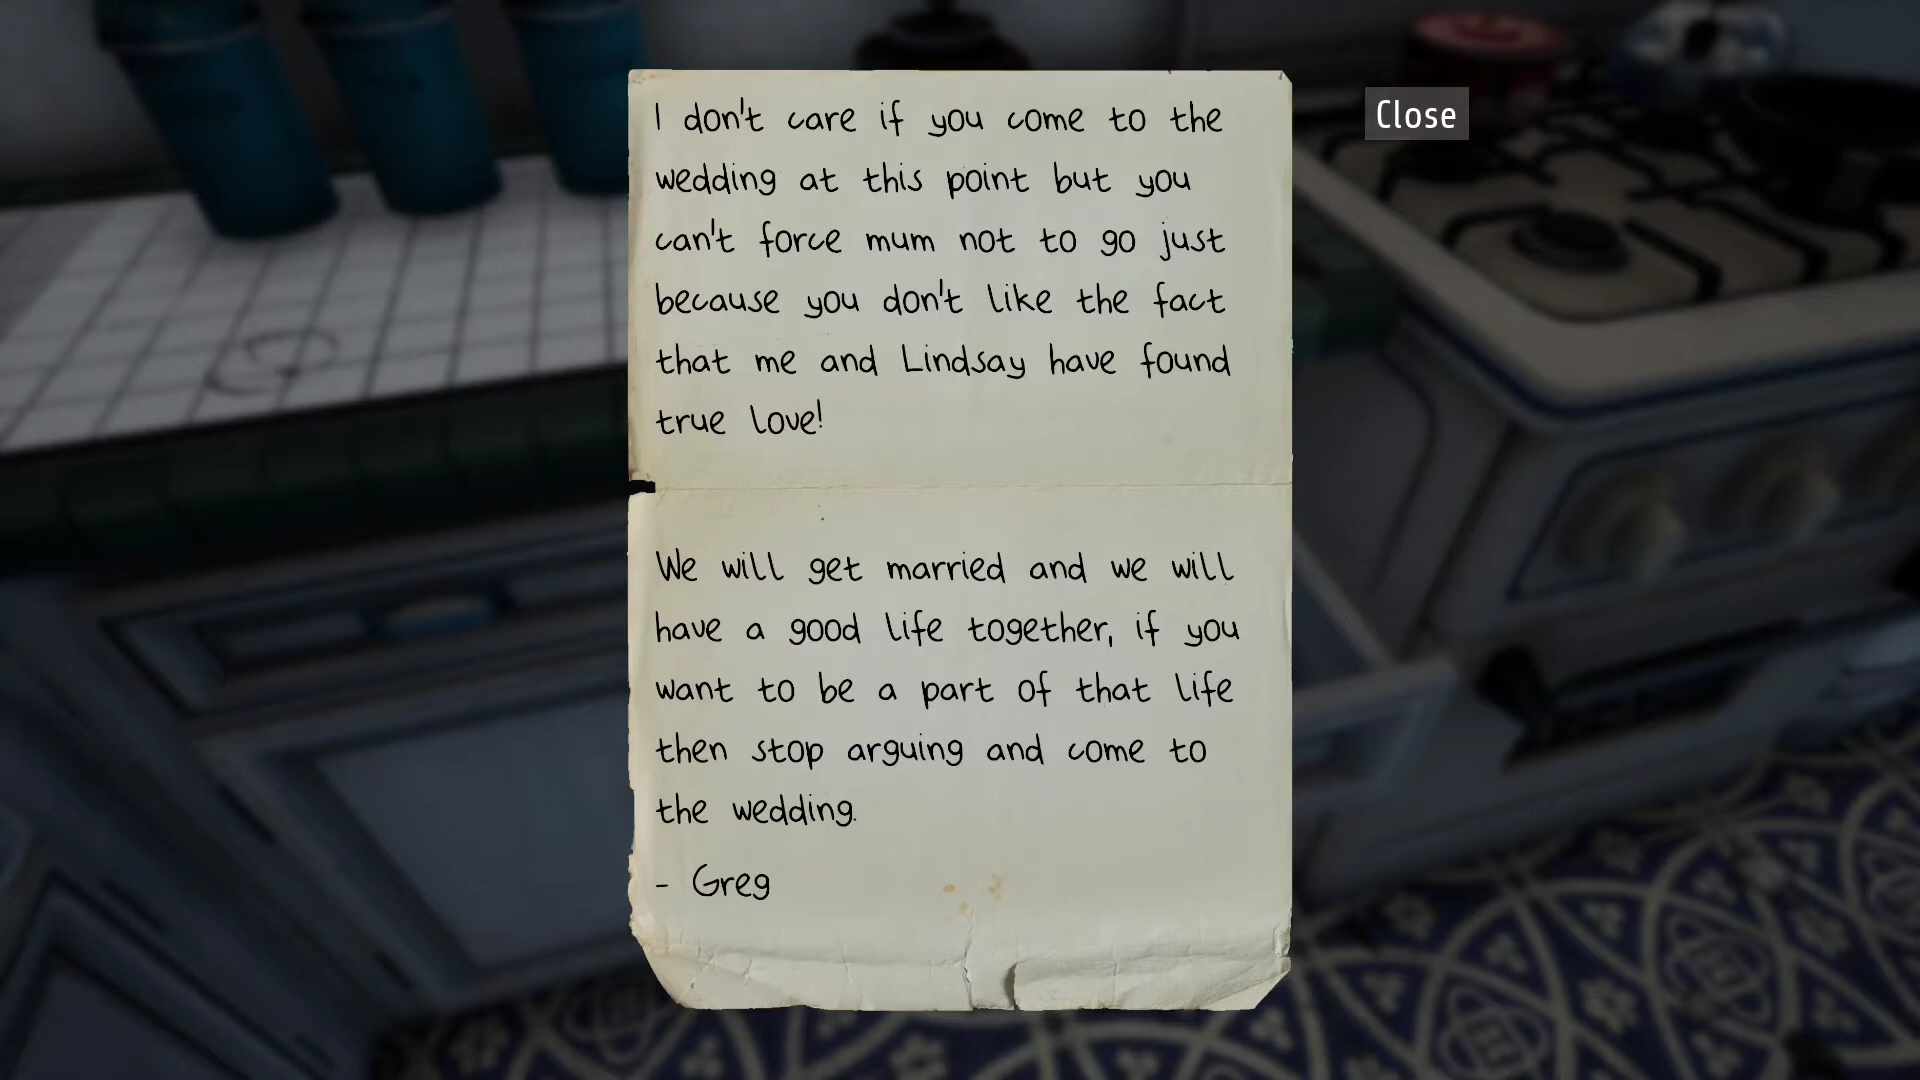 I don't care if you come to the
wedding at this point but you
can't force mum not to go just
because you don't like the fact
that me and Lindsay have found
true love!
We will get married and we will
have a good life together, if you
want to be a part of that life
then stop arguing and come to
the wedding.
- Greg
Close